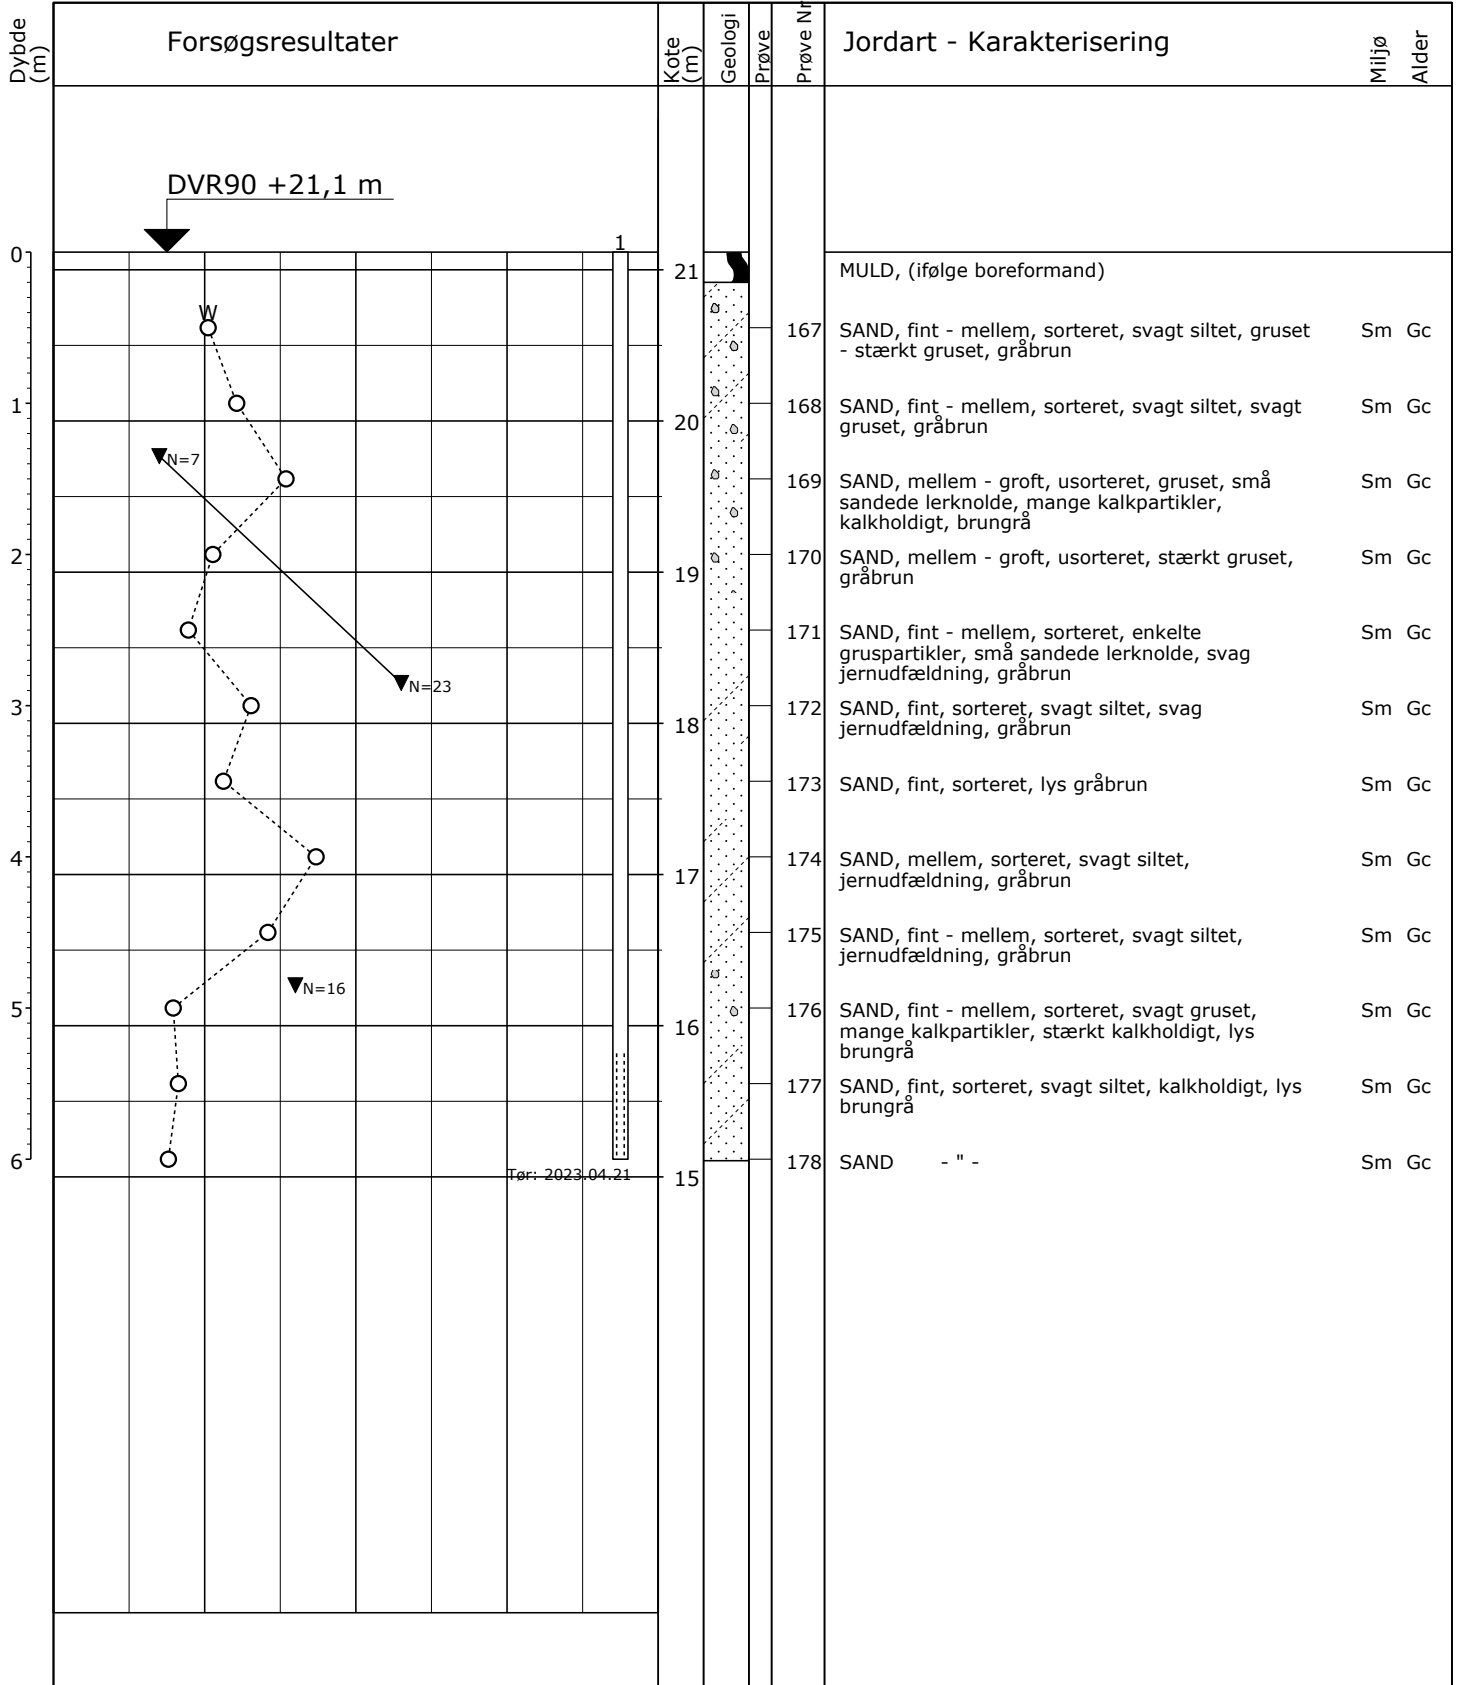 Dybde
(m)
Forsøgsresultater
Kote
(m)
Geologi
Prøve
Prøve Nr
Jordart - Karakterisering
Miljø
Alder
DVR90 +21,1 m
0
1
21
MULD, (ifølge boreformand)
W
167
SAND, fint - mellem, sorteret, svagt siltet, gruset
- stærkt gruset, gråbrun
Sm Gc
1
20
168
SAND, fint - mellem, sorteret, svagt siltet, svagt
gruset, gråbrun
Sm Gc
N=7
169
SAND, mellem - groft, usorteret, gruset, små
sandede lerknolde, mange kalkpartikler,
kalkholdigt, brungrå
Sm Gc
2
19
170
SAND, mellem - groft, usorteret, stærkt gruset,
gråbrun
Sm Gc
171
SAND, fint - mellem, sorteret, enkelte
gruspartikler, små sandede lerknolde, svag
jernudfældning, gråbrun
Sm Gc
N=23
3
18
172
SAND, fint, sorteret, svagt siltet, svag
jernudfældning, gråbrun
Sm Gc
173
SAND, fint, sorteret, lys gråbrun
Sm Gc
4
17
174
SAND, mellem, sorteret, svagt siltet,
jernudfældning, gråbrun
Sm Gc
175
SAND, fint - mellem, sorteret, svagt siltet,
jernudfældning, gråbrun
Sm Gc
N=16
5
16
176
SAND, fint - mellem, sorteret, svagt gruset,
mange kalkpartikler, stærkt kalkholdigt, lys
brungrå
Sm Gc
177
SAND, fint, sorteret, svagt siltet, kalkholdigt, lys
brungrå
Sm Gc
6
Tør: 2023.04.21
15
178
SAND - " -
Sm Gc